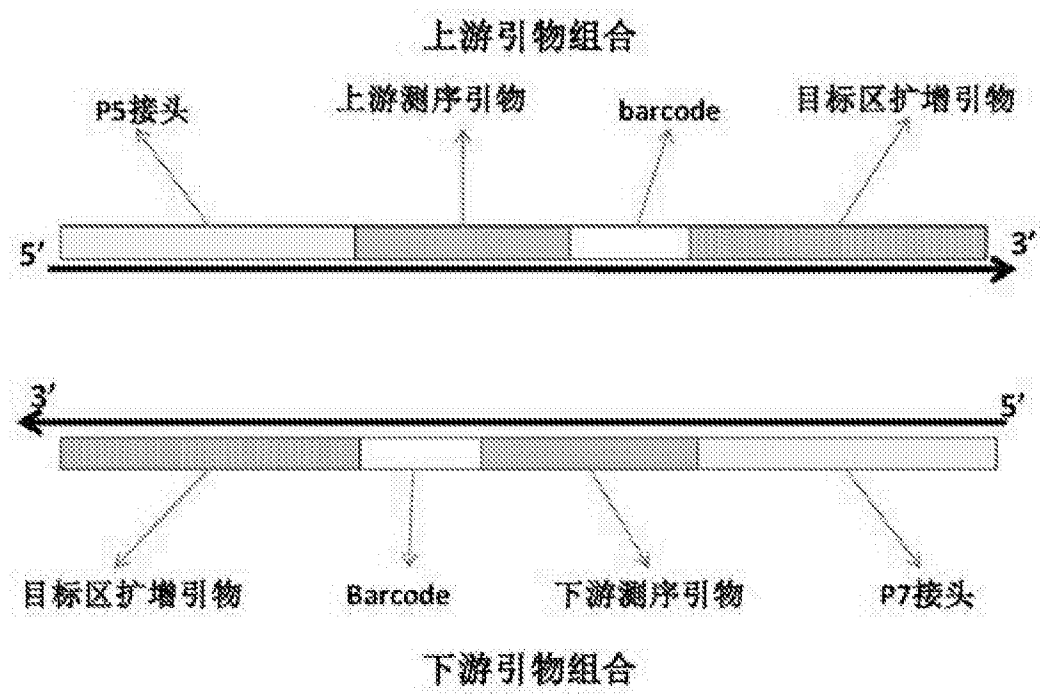 上游引物组合
P5接头
上游测序引物
barcode
目标区扩增引物
5′
3′
3′
5′
目标区扩增引物
Barcode
下游测序引物
P7接头
下游引物组合